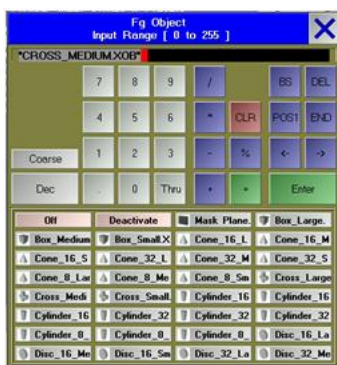 Fg Object
Input Range [ 0 to 255 ]
"CROSS_MEDIUM.XOB"
7 8 9 / BS DEL
4 5 6 * CLR POS1 END
Coarse 1 2 3 - % <- ->
Dec . 0 Thru + = Enter
Off Deactivate Mask Plane. Box_Large.
Box_Medium Box_Small.X Cone_16_L Cone_16_M
Cone_16_S Cone_32_L Cone_32_M Cone_32_S
Cone_8_Lar Cone_8_Me Cone_8_Sm Cross_Large
Cross_Medi Cross_Small. Cylinder_16 Cylinder_16
Cylinder_16 Cylinder_32 Cylinder_32 Cylinder_32
Cylinder_8_ Cylinder_8_ Cylinder_8_ Disc_16_La
Disc_16_Me Disc_16_Sm Disc_32_La Disc_32_Me